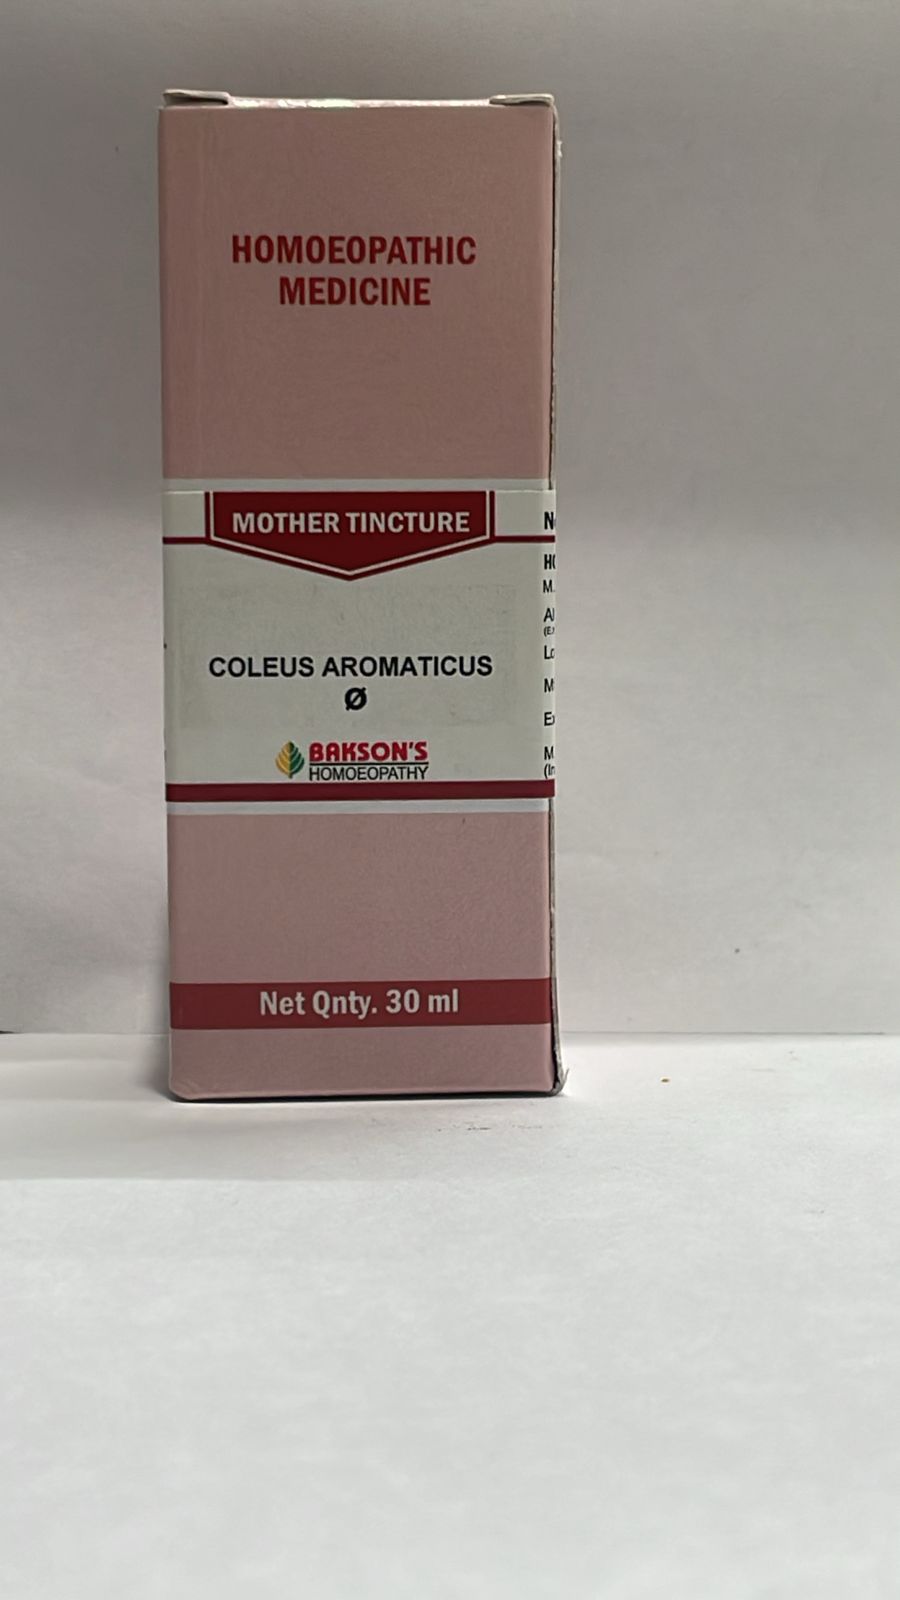 HOMOEOPATHIC
MEDICINE
MOTHER TINCTURE
COLEUS AROMATICUS
Ø
BAKSON'S
HOMOEOPATHY
Net Qnty. 30 ml